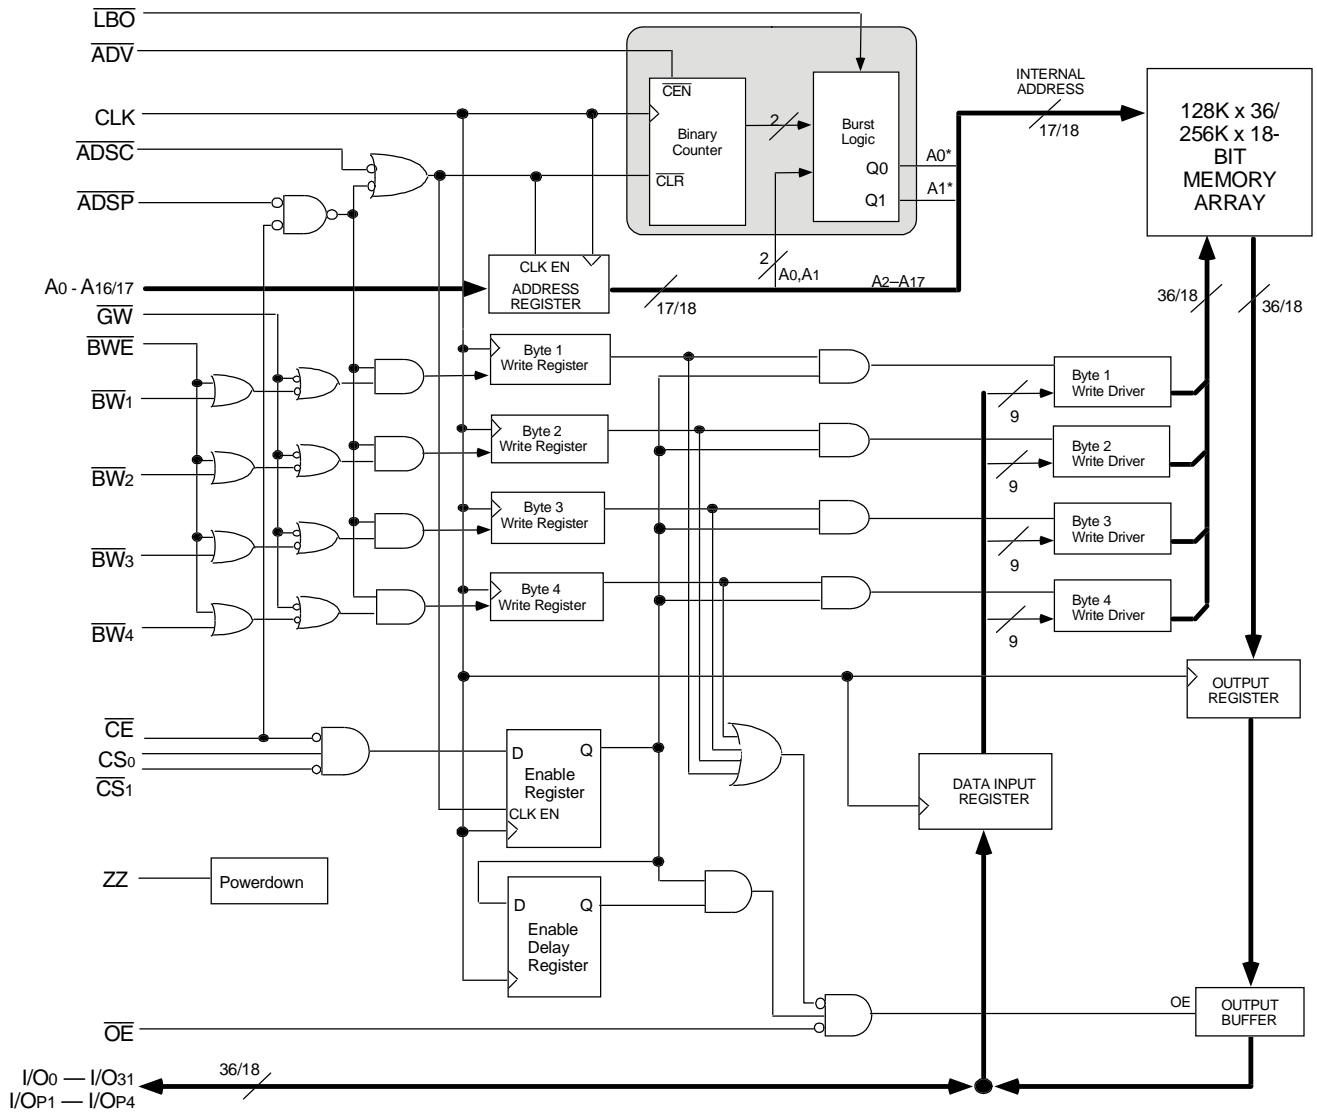 LBO
ADV
CLK
ADSC
ADSP
CEN
Binary
Counter
CLR
2
Burst
Logic
Q0
Q1
A0*
A1*
INTERNAL
ADDRESS
17/18
128K x 36/
256K x 18-
BIT
MEMORY
ARRAY
A0 - A16/17
CLK EN
ADDRESS
REGISTER
17/18
2
A0,A1
A2–A17
36/18
36/18
GW
BWE
BW1
BW2
BW3
BW4
Byte 1
Write Register
Byte 2
Write Register
Byte 3
Write Register
Byte 4
Write Register
9
Byte 1
Write Driver
9
Byte 2
Write Driver
9
Byte 3
Write Driver
9
Byte 4
Write Driver
OUTPUT
REGISTER
CE
CS0
CS1
D Q
Enable
Register
CLK EN
DATA INPUT
REGISTER
ZZ
Powerdown
D Q
Enable
Delay
Register
OE
OE
OUTPUT
BUFFER
36/18
I/O0 — I/O31
I/OP1 — I/OP4